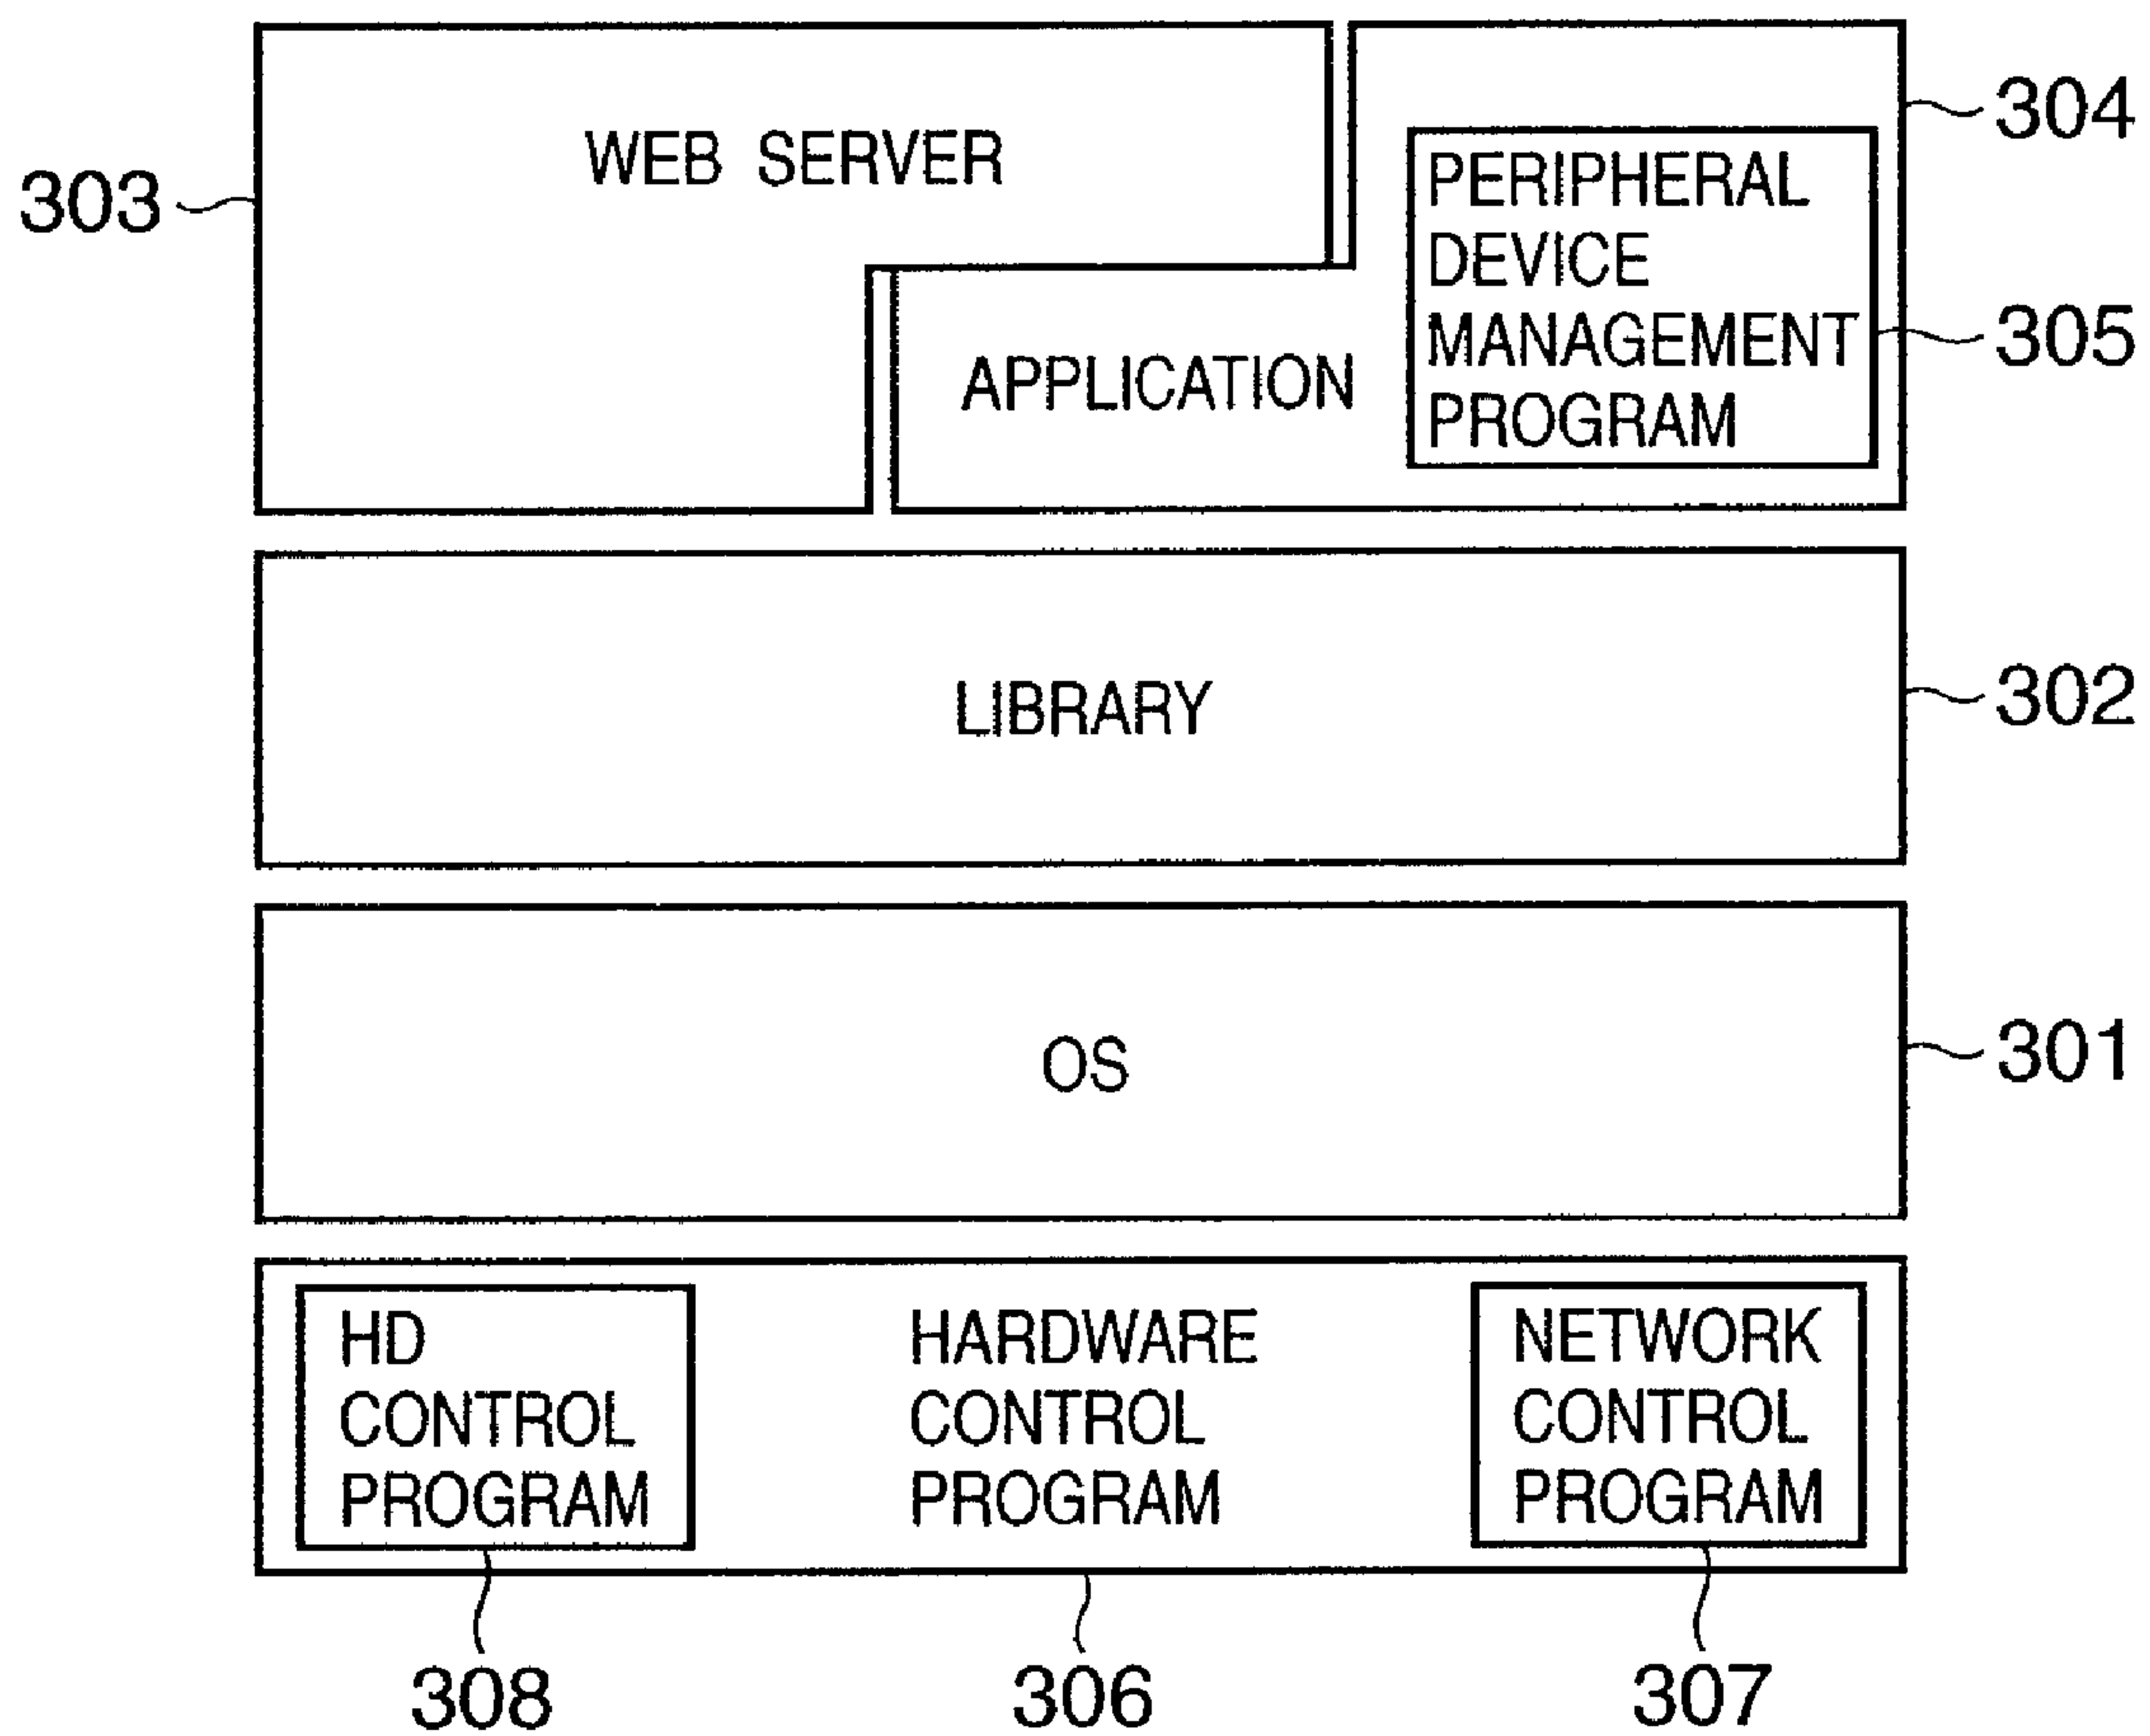 WEB SERVER
303
304
PERIPHERAL
DEVICE
MANAGEMENT
PROGRAM
305
APPLICATION
LIBRARY
302
OS
301
HD
CONTROL
PROGRAM
HARDWARE
CONTROL
PROGRAM
NETWORK
CONTROL
PROGRAM
308
306
307